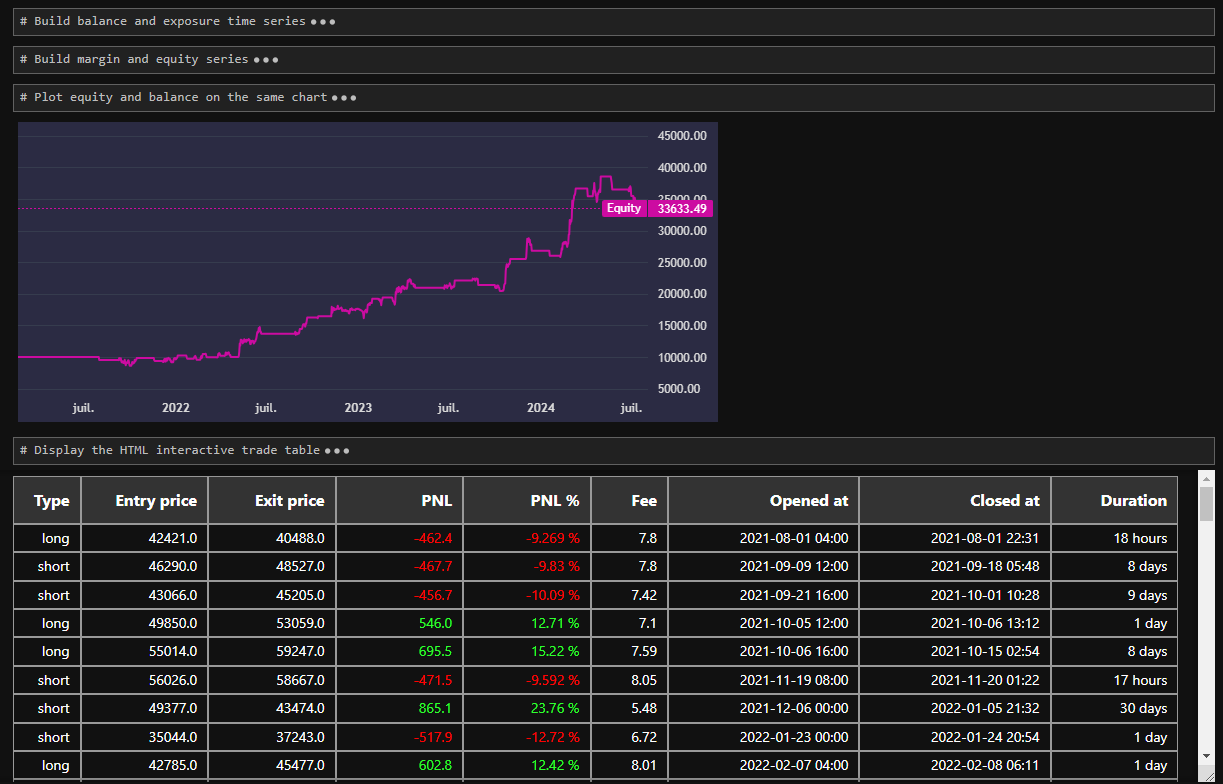 # Build balance and exposure time series •••
# Build margin and equity series •••
# Plot equity and balance on the same chart •••
45000.00
40000.00
35000.00
Equity 33633.49
30000.00
25000.00
20000.00
15000.00
10000.00
5000.00
juil. 2022 juil. 2023 juil. 2024 juil.
# Display the HTML interactive trade table •••
Type Entry price Exit price PNL PNL % Fee Opened at Closed at Duration
long 42421.0 40488.0 -462.4 -9.269 % 7.8 2021-08-01 04:00 2021-08-01 22:31 18 hours
short 46290.0 48527.0 -467.7 -9.83 % 7.8 2021-09-09 12:00 2021-09-18 05:48 8 days
short 43066.0 45205.0 -456.7 -10.09 % 7.42 2021-09-21 16:00 2021-10-01 10:28 9 days
long 49850.0 53059.0 546.0 12.71 % 7.1 2021-10-05 12:00 2021-10-06 13:12 1 day
long 55014.0 59247.0 695.5 15.22 % 7.59 2021-10-06 16:00 2021-10-15 02:54 8 days
short 56026.0 58667.0 -471.5 -9.592 % 8.05 2021-11-19 08:00 2021-11-20 01:22 17 hours
short 49377.0 43474.0 865.1 23.76 % 5.48 2021-12-06 00:00 2022-01-05 21:32 30 days
short 35044.0 37243.0 -517.9 -12.72 % 6.72 2022-01-23 00:00 2022-01-24 20:54 1 day
long 42785.0 45477.0 602.8 12.42 % 8.01 2022-02-07 04:00 2022-02-08 06:11 1 day